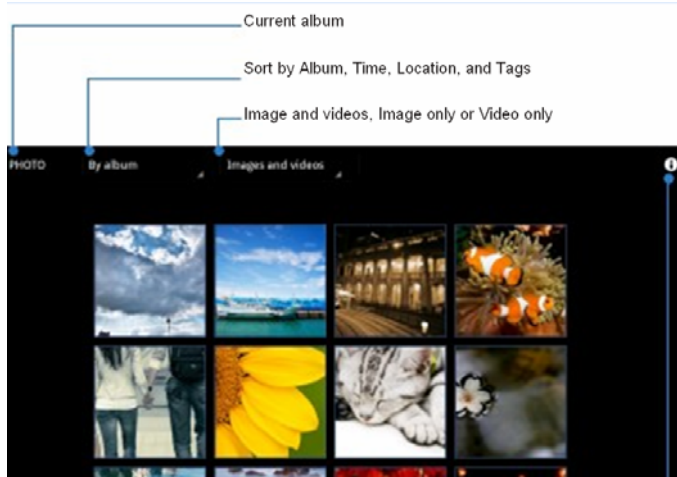 Current album
Sort by Album, Time, Location, and Tags
Image and videos, Image only or Video only
PHOTO By album Images and videos